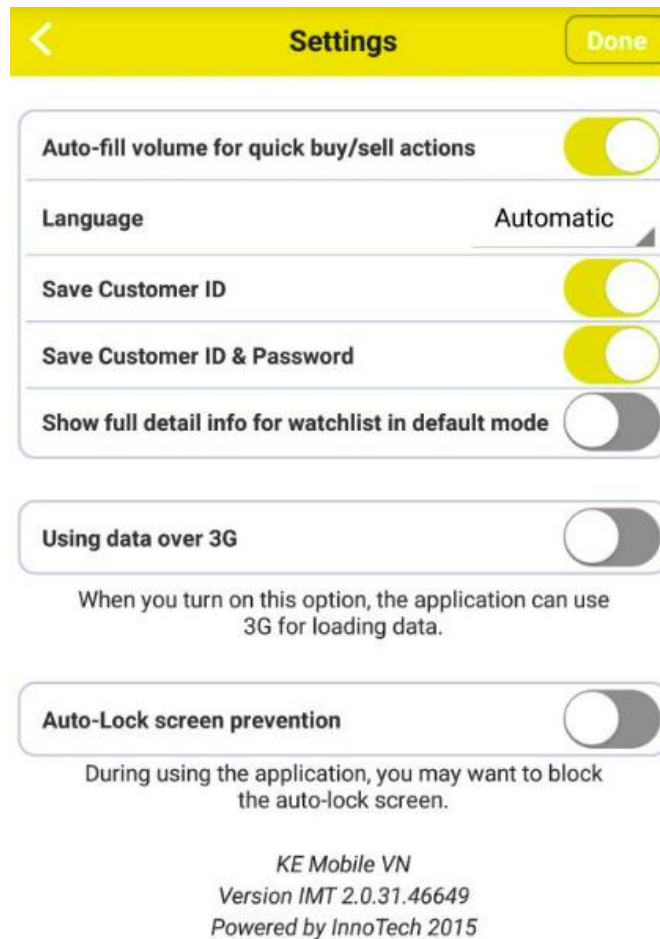 Settings
Done
Auto-fill volume for quick buy/sell actions
Language
Automatic
Save Customer ID
Save Customer ID & Password
Show full detail info for watchlist in default mode
Using data over 3G
When you turn on this option, the application can use
3G for loading data.
Auto-Lock screen prevention
During using the application, you may want to block
the auto-lock screen.
KE Mobile VN
Version IMT 2.0.31.46649
Powered by InnoTech 2015